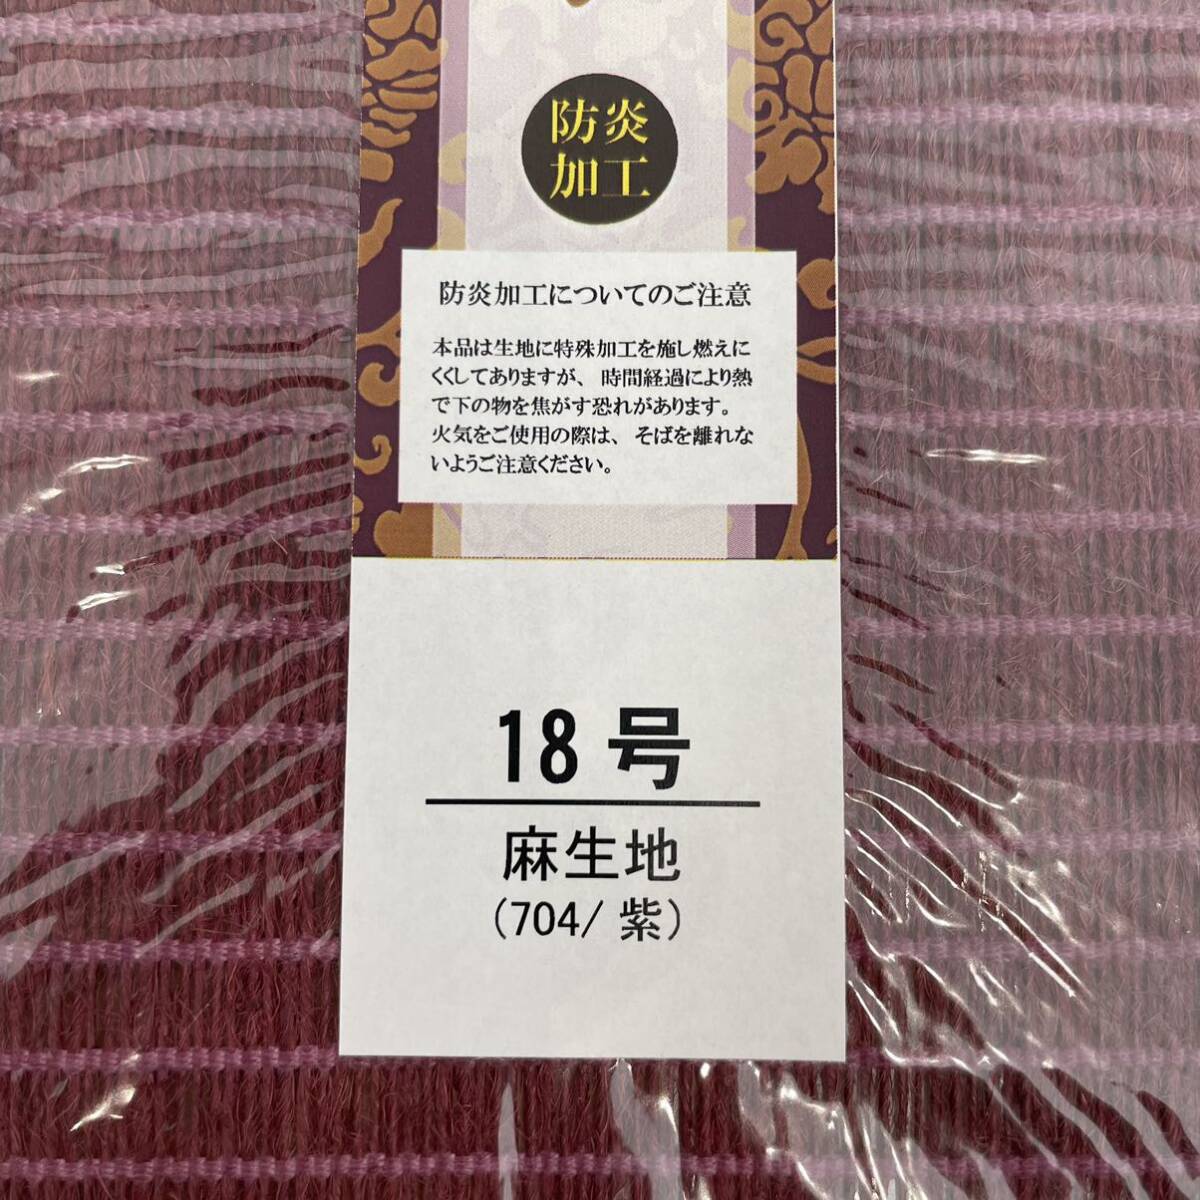 防炎
加工
防炎加工についてのご注意
本品は生地に特殊加工を施し燃えに
くくしてありますが、時間経過により熱
で下の物を焦がす恐れがあります。
火気をご使用の際は、そばを離れな
いようご注意ください。
18号
麻生地
(704/紫)